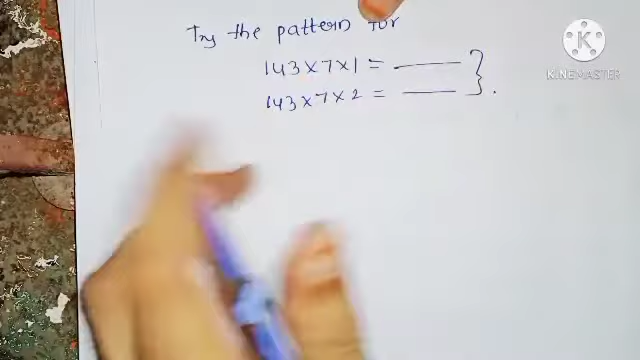 Try the pattern for
143 x 7 x 1 = ——— }
143 x 7 x 2 = ——— } .
KINEMASTER